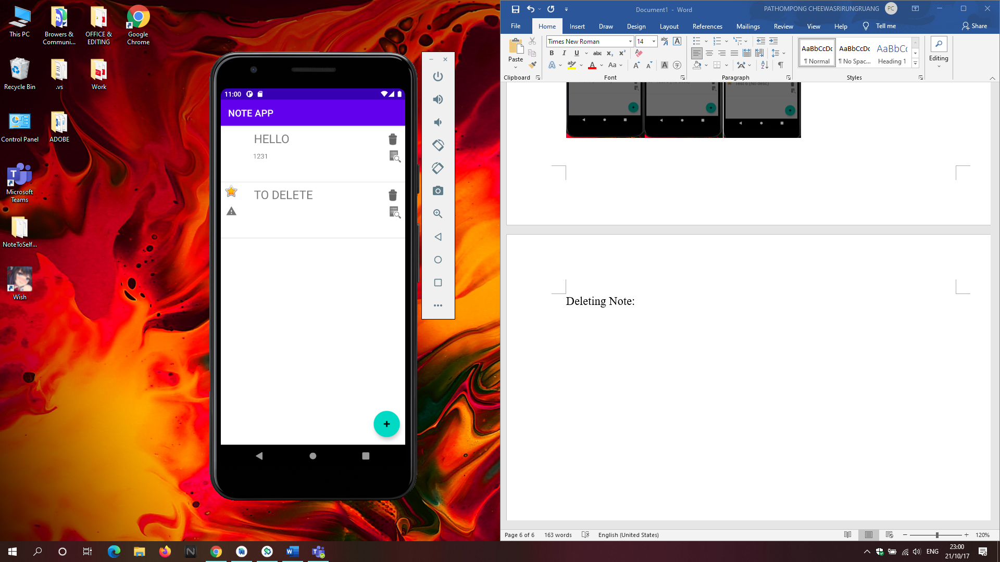 This PC
Browers &
Communi...
OFFICE &
EDITING
Google
Chrome
Recycle Bin
.vs
Work
Control Panel
ADOBE
Microsoft
Teams
NoteToSelf...
Wish
11:00
NOTE APP
HELLO
1231
TO DELETE
Document1 - Word
PATHOMPONG CHEEWASRIRUNGRUANG
PC
File
Home
Insert
Draw
Design
Layout
References
Mailings
Review
View
Help
Tell me
Share
Paste
Times New Roman
14
Clipboard
Font
Paragraph
AaBbCcDc
¶ Normal
AaBbCcDc
¶ No Spac...
AaBbCc
Heading 1
Styles
Editing
Test 6 (No desc)
Deleting Note:
Page 6 of 6
163 words
English (United States)
120%
ENG
23:00
21/10/17